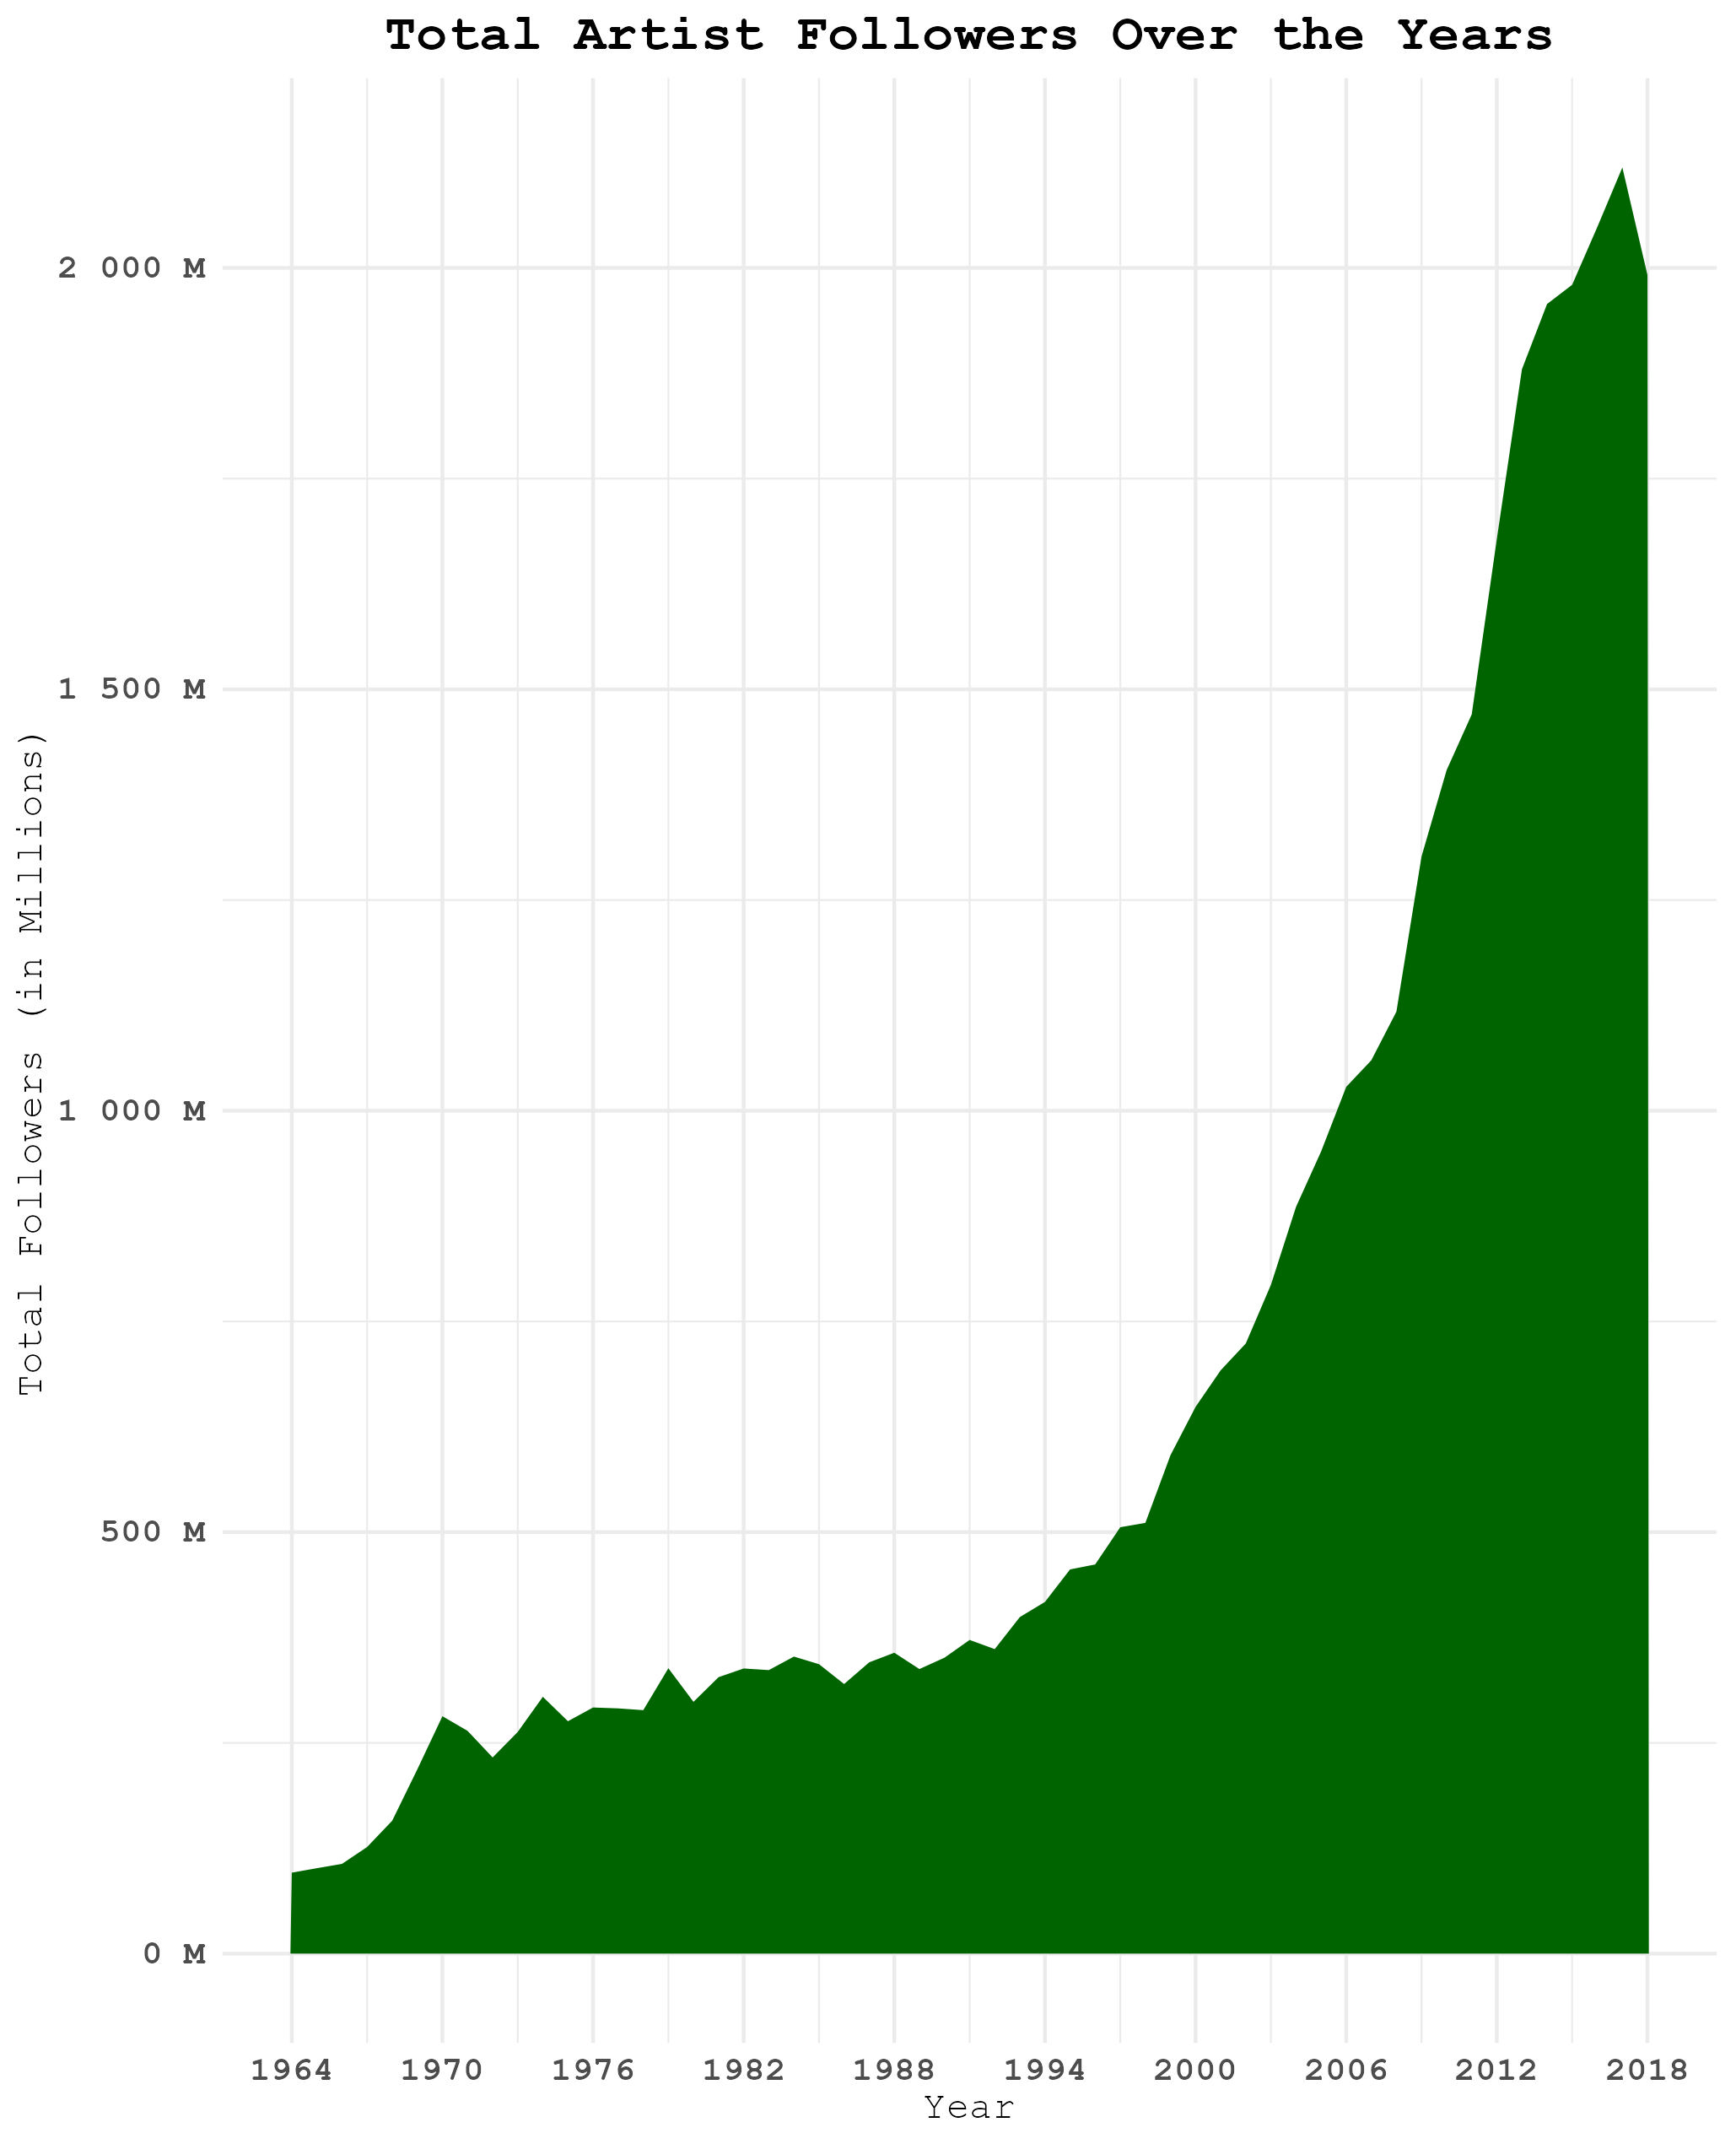 Total Artist Followers Over the Years
Total Followers (in Millions)
2 000 M
1 500 M
1 000 M
500 M
0 M
1964 1970 1976 1982 1988 1994 2000 2006 2012 2018
Year